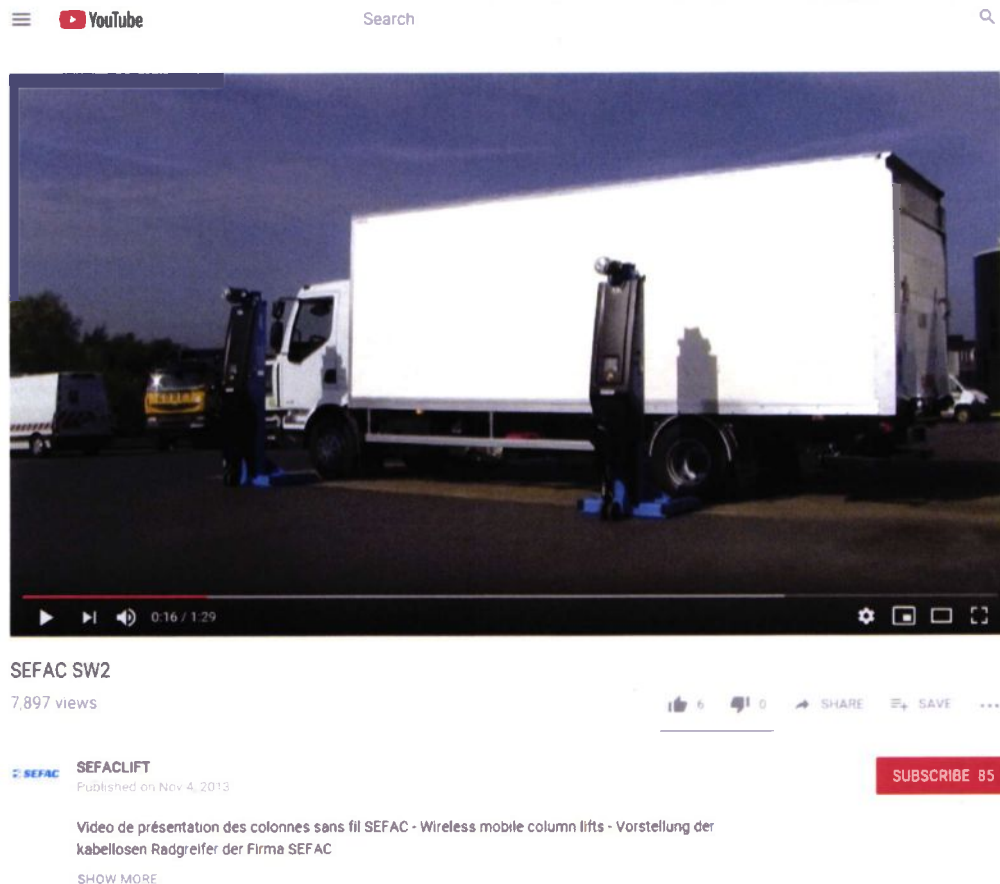 YouTube
Search
0:16 / 1:29
SEFAC SW2
7,897 views
6
0
SHARE
SAVE
SEFAC
SEFACLIFT
Published on Nov 4, 2013
SUBSCRIBE 85
Video de présentation des colonnes sans fil SEFAC - Wireless mobile column lifts - Vorstellung der
kabellosen Radgreifer der Firma SEFAC
SHOW MORE